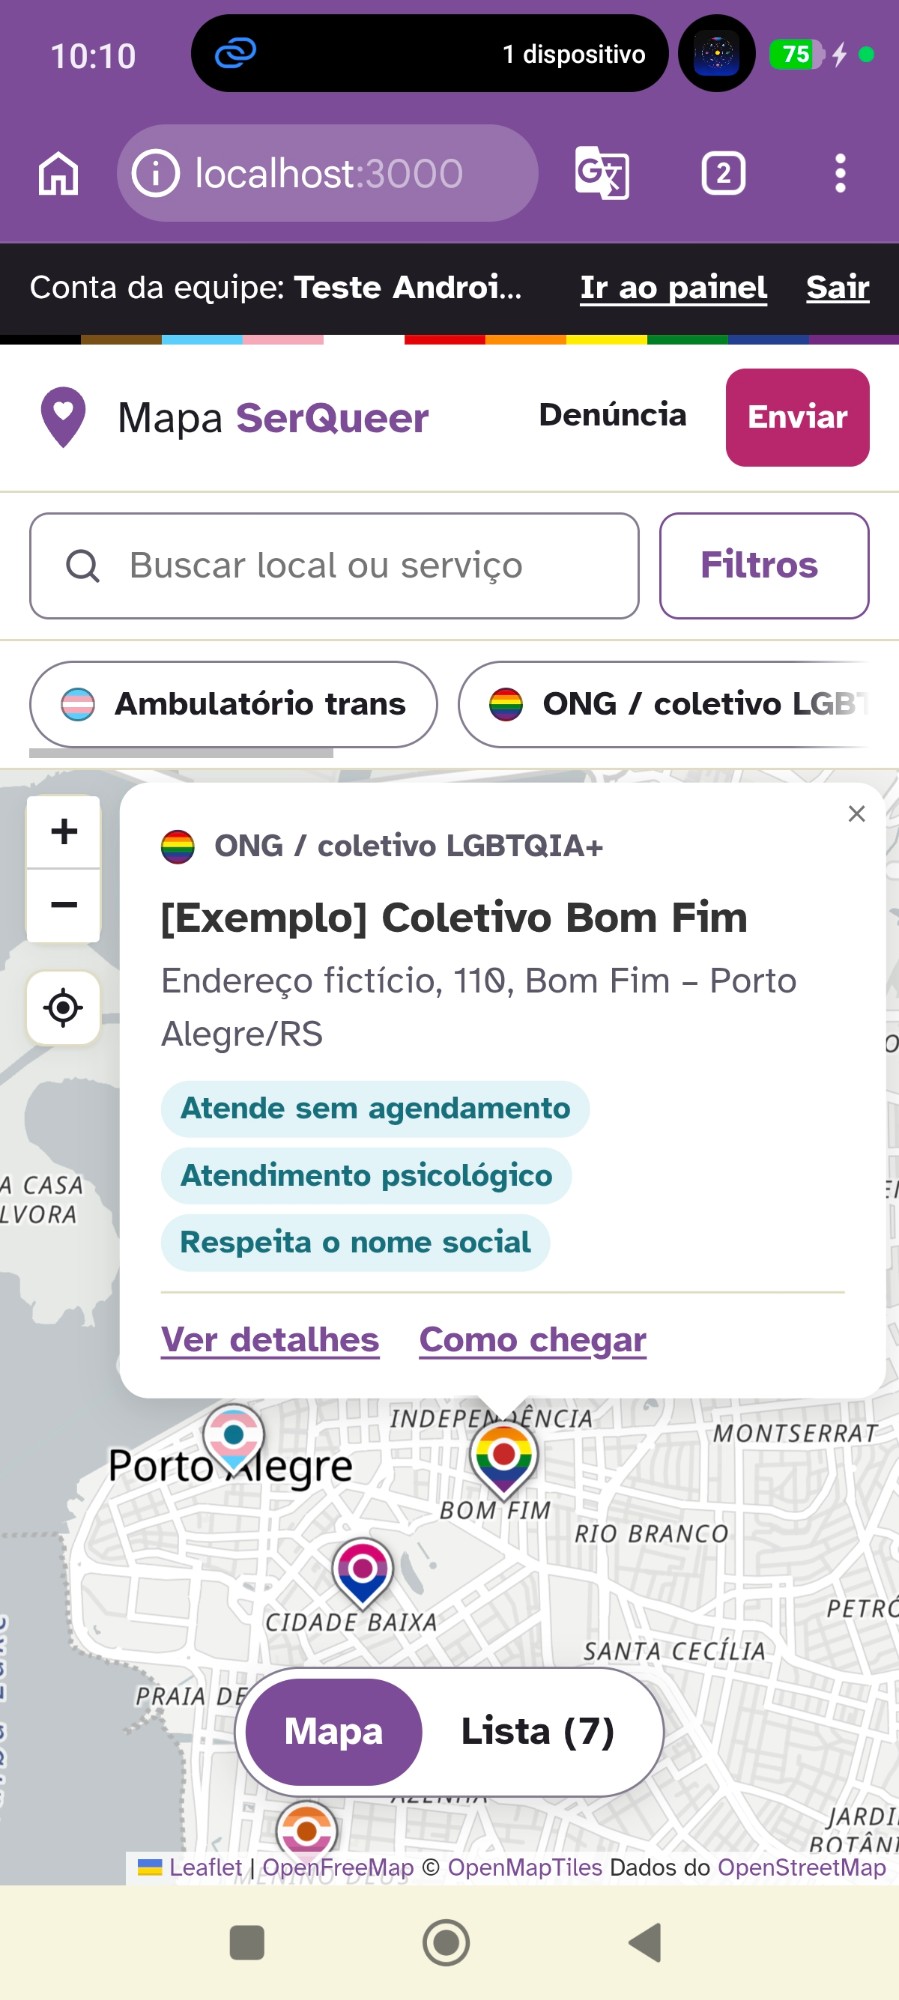 10:10
1 dispositivo
75
localhost:3000
2
Conta da equipe: Teste Androi...
Ir ao painel
Sair
Mapa SerQueer
Denúncia
Enviar
Buscar local ou serviço
Filtros
Ambulatório trans
ONG / coletivo LGBT
+
ONG / coletivo LGBTQIA+
×
−
[Exemplo] Coletivo Bom Fim
Endereço fictício, 110, Bom Fim – Porto
Alegre/RS
Atende sem agendamento
A CASA
LVORA
Atendimento psicológico
Respeita o nome social
Ver detalhes
Como chegar
INDEPENDÊNCIA
MONTSERRAT
Porto Alegre
BOM FIM
RIO BRANCO
CIDADE BAIXA
PETRÓ
SANTA CECÍLIA
PRAIA DE
Mapa
Lista (7)
AZENHA
JARDI
BOTÂNI
MENINO DEUS
Leaflet | OpenFreeMap © OpenMapTiles Dados do OpenStreetMap